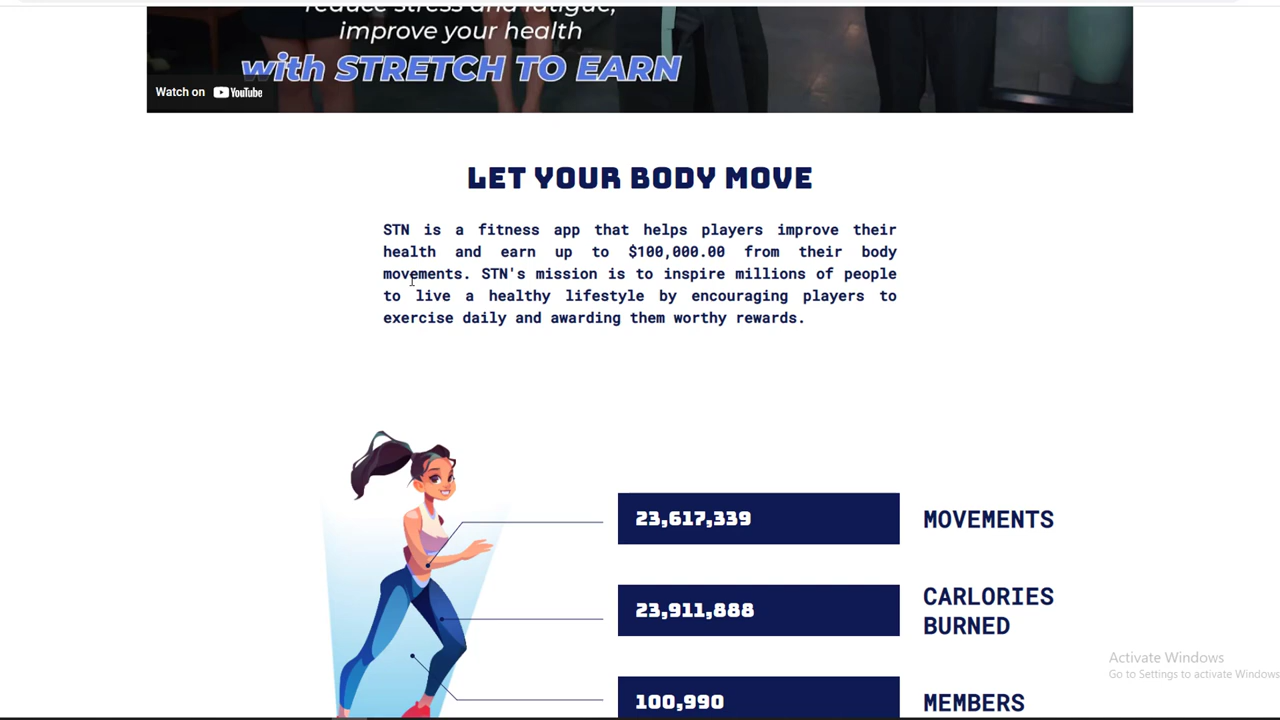 reduce stress and fatigue,
improve your health
with STRETCH TO EARN
Watch on YouTube
LET YOUR BODY MOVE
STN is a fitness app that helps players improve their
health and earn up to $100,000.00 from their body
movements. STN's mission is to inspire millions of people
to live a healthy lifestyle by encouraging players to
exercise daily and awarding them worthy rewards.
23,617,339 MOVEMENTS
23,911,888 CARLORIES
BURNED
100,990 MEMBERS
Activate Windows
Go to Settings to activate Windows